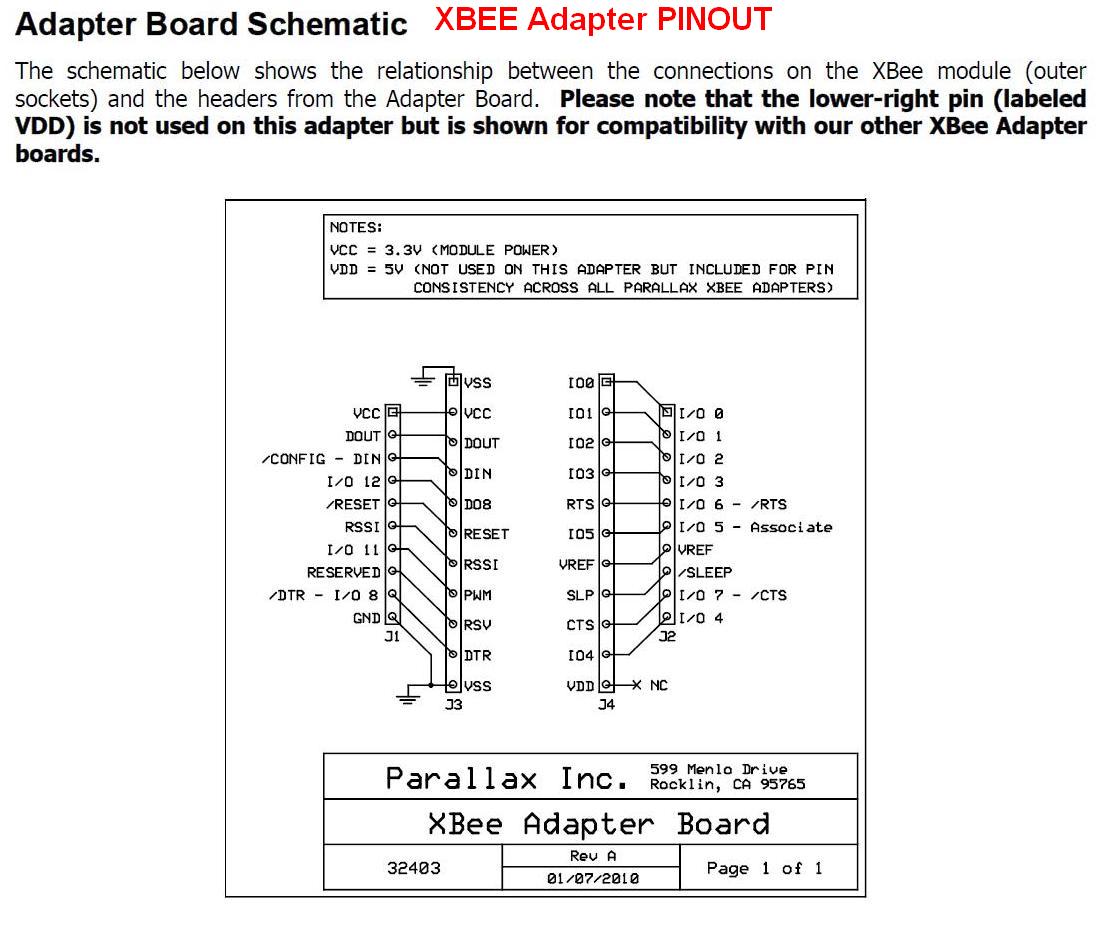 Adapter Board Schematic XBEE Adapter PINOUT
The schematic below shows the relationship between the connections on the XBee module (outer
sockets) and the headers from the Adapter Board. Please note that the lower-right pin (labeled
VDD) is not used on this adapter but is shown for compatibility with our other XBee Adapter
boards.
NOTES:
VCC = 3.3V (MODULE POWER)
VDD = 5V (NOT USED ON THIS ADAPTER BUT INCLUDED FOR PIN
CONSISTENCY ACROSS ALL PARALLAX XBEE ADAPTERS)
VCC
DOUT
/CONFIG - DIN
I/O 12
/RESET
RSSI
I/O 11
RESERVED
/DTR - I/O 8
GND
J1
VSS
VCC
DOUT
DIN
DO8
RESET
RSSI
PWM
RSV
DTR
VSS
J3
IO0
IO1
IO2
IO3
RTS
IO5
VREF
SLP
CTS
IO4
VDD
NC
J4
I/O 0
I/O 1
I/O 2
I/O 3
I/O 6 - /RTS
I/O 5 - Associate
VREF
/SLEEP
I/O 7 - /CTS
I/O 4
J2
Parallax Inc.
599 Menlo Drive
Rocklin, CA 95765
XBee Adapter Board
32403
Rev A
01/07/2010
Page 1 of 1